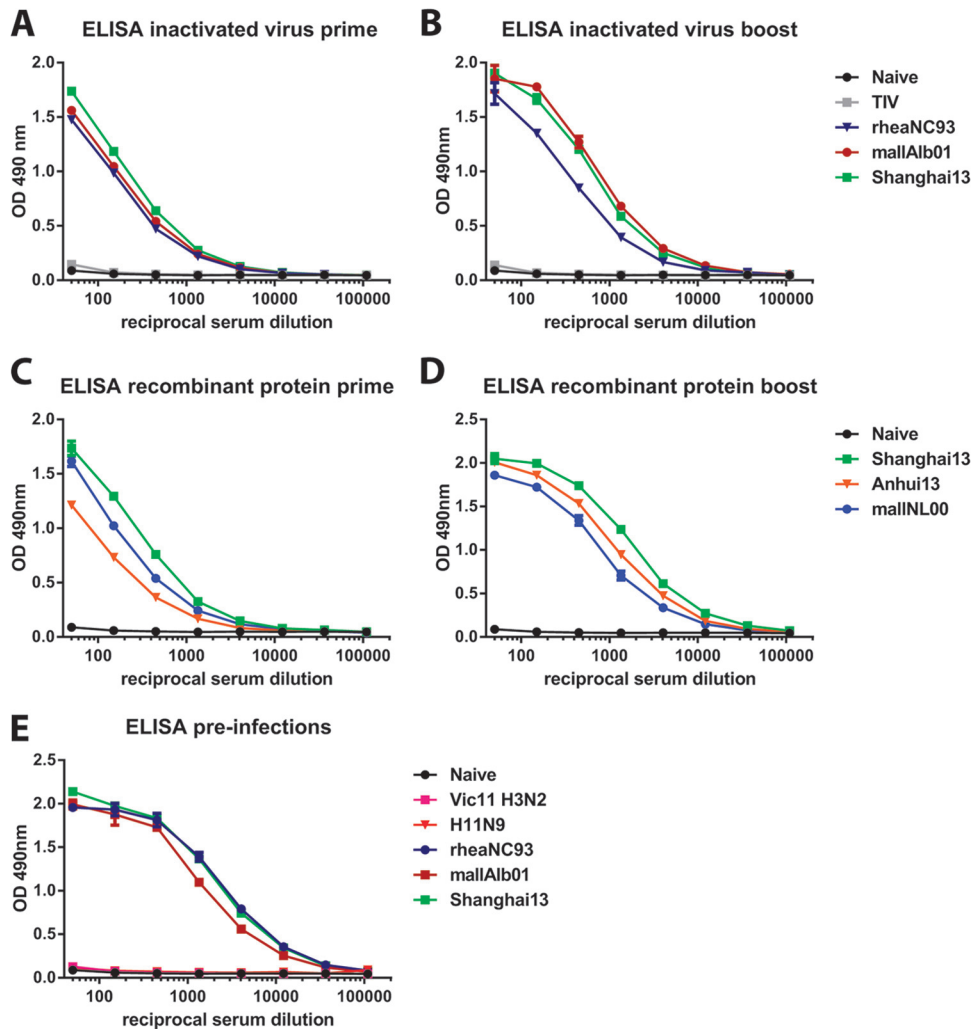 A
ELISA inactivated virus prime
2.0
1.5
1.0
0.5
0.0
OD 490 nm
100 1000 10000 100000
reciprocal serum dilution
B
ELISA inactivated virus boost
2.0
1.5
1.0
0.5
0.0
OD 490nm
100 1000 10000 100000
reciprocal serum dilution
Naive
TIV
rheaNC93
mallAlb01
Shanghai13
C
ELISA recombinant protein prime
2.0
1.5
1.0
0.5
0.0
OD 490nm
100 1000 10000 100000
reciprocal serum dilution
D
ELISA recombinant protein boost
2.5
2.0
1.5
1.0
0.5
0.0
OD 490nm
100 1000 10000 100000
reciprocal serum dilution
Naive
Shanghai13
Anhui13
mallNL00
E
ELISA pre-infections
2.5
2.0
1.5
1.0
0.5
0.0
OD 490nm
100 1000 10000 100000
reciprocal serum dilution
Naive
Vic11 H3N2
H11N9
rheaNC93
mallAlb01
Shanghai13